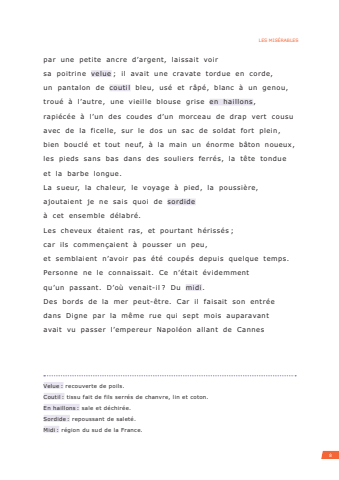 LES MISÉRABLES
par une petite ancre d’argent, laissait voir
sa poitrine velue ; il avait une cravate tordue en corde,
un pantalon de coutil bleu, usé et râpé, blanc à un genou,
troué à l’autre, une vieille blouse grise en haillons,
rapiécée à l’un des coudes d’un morceau de drap vert cousu
avec de la ficelle, sur le dos un sac de soldat fort plein,
bien bouclé et tout neuf, à la main un énorme bâton noueux,
les pieds sans bas dans des souliers ferrés, la tête tondue
et la barbe longue.
La sueur, la chaleur, le voyage à pied, la poussière,
ajoutaient je ne sais quoi de sordide
à cet ensemble délabré.
Les cheveux étaient ras, et pourtant hérissés ;
car ils commençaient à pousser un peu,
et semblaient n’avoir pas été coupés depuis quelque temps.
Personne ne le connaissait. Ce n’était évidemment
qu’un passant. D’où venait-il ? Du midi.
Des bords de la mer peut-être. Car il faisait son entrée
dans Digne par la même rue qui sept mois auparavant
avait vu passer l’empereur Napoléon allant de Cannes
Velue : recouverte de poils.
Coutil : tissu fait de fils serrés de chanvre, lin et coton.
En haillons : sale et déchirée.
Sordide : repoussant de saleté.
Midi : région du sud de la France.